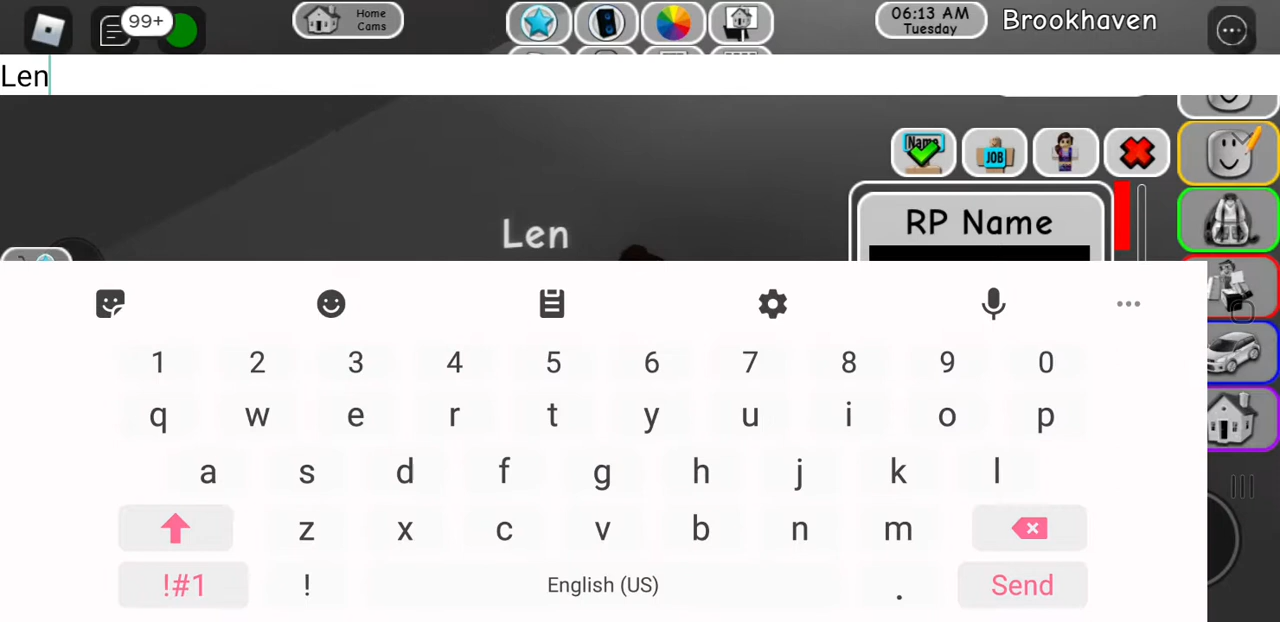 99+
Home
Cams
06:13 AM
Tuesday
Brookhaven
Len
Name
JOB
RP Name
Len
1 2 3 4 5 6 7 8 9 0
q w e r t y u i o p
a s d f g h j k l
z x c v b n m
!#1 ! English (US) . Send